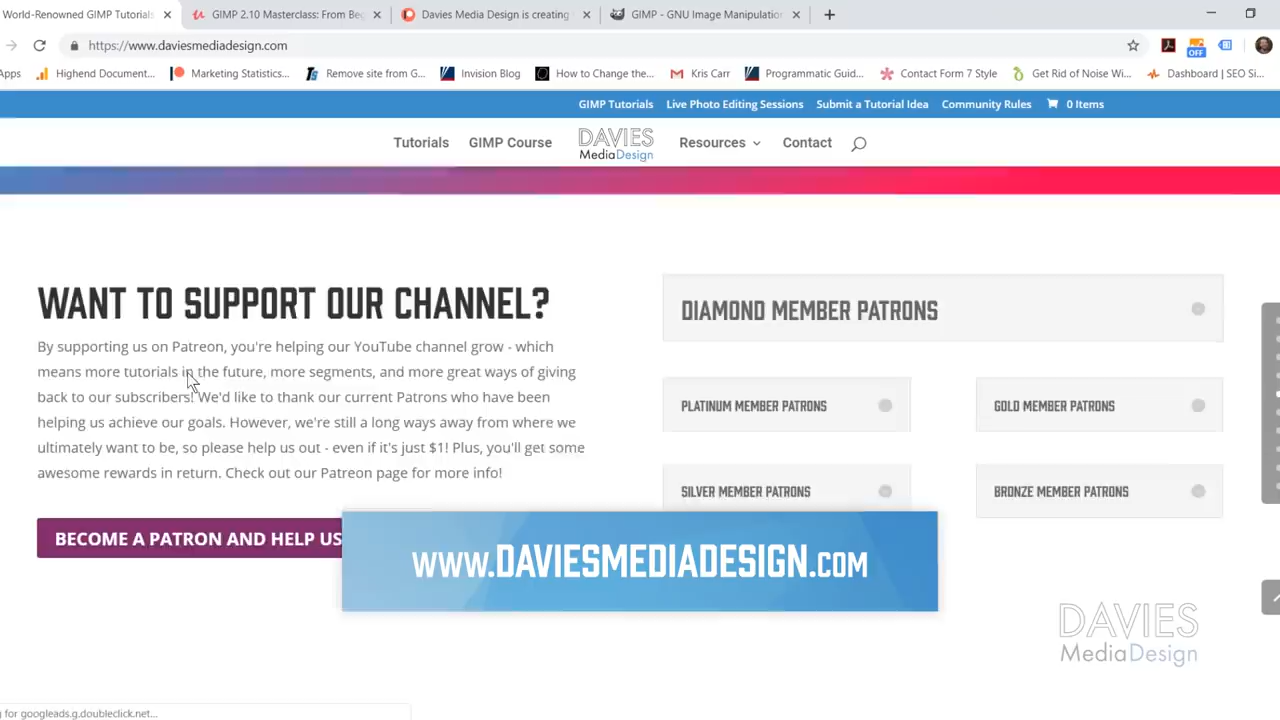 World-Renowned GIMP Tutorials
GIMP 2.10 Masterclass: From Beg
Davies Media Design is creating
GIMP - GNU Image Manipulation
https://www.daviesmediadesign.com
OFF
Apps
Highend Document...
Marketing Statistics...
Remove site from G...
Invision Blog
How to Change the...
Kris Carr
Programmatic Guid...
Contact Form 7 Style
Get Rid of Noise Wi...
Dashboard | SEO Si...
GIMP Tutorials
Live Photo Editing Sessions
Submit a Tutorial Idea
Community Rules
0 Items
Tutorials
GIMP Course
DAVIES
MediaDesign
Resources
Contact
WANT TO SUPPORT OUR CHANNEL?
By supporting us on Patreon, you're helping our YouTube channel grow - which
means more tutorials in the future, more segments, and more great ways of giving
back to our subscribers! We'd like to thank our current Patrons who have been
helping us achieve our goals. However, we're still a long ways away from where we
ultimately want to be, so please help us out - even if it's just $1! Plus, you'll get some
awesome rewards in return. Check out our Patreon page for more info!
BECOME A PATRON AND HELP US
DIAMOND MEMBER PATRONS
PLATINUM MEMBER PATRONS
GOLD MEMBER PATRONS
SILVER MEMBER PATRONS
BRONZE MEMBER PATRONS
WWW.DAVIESMEDIADESIGN.COM
DAVIES
MediaDesign
g for googleads.g.doubleclick.net...